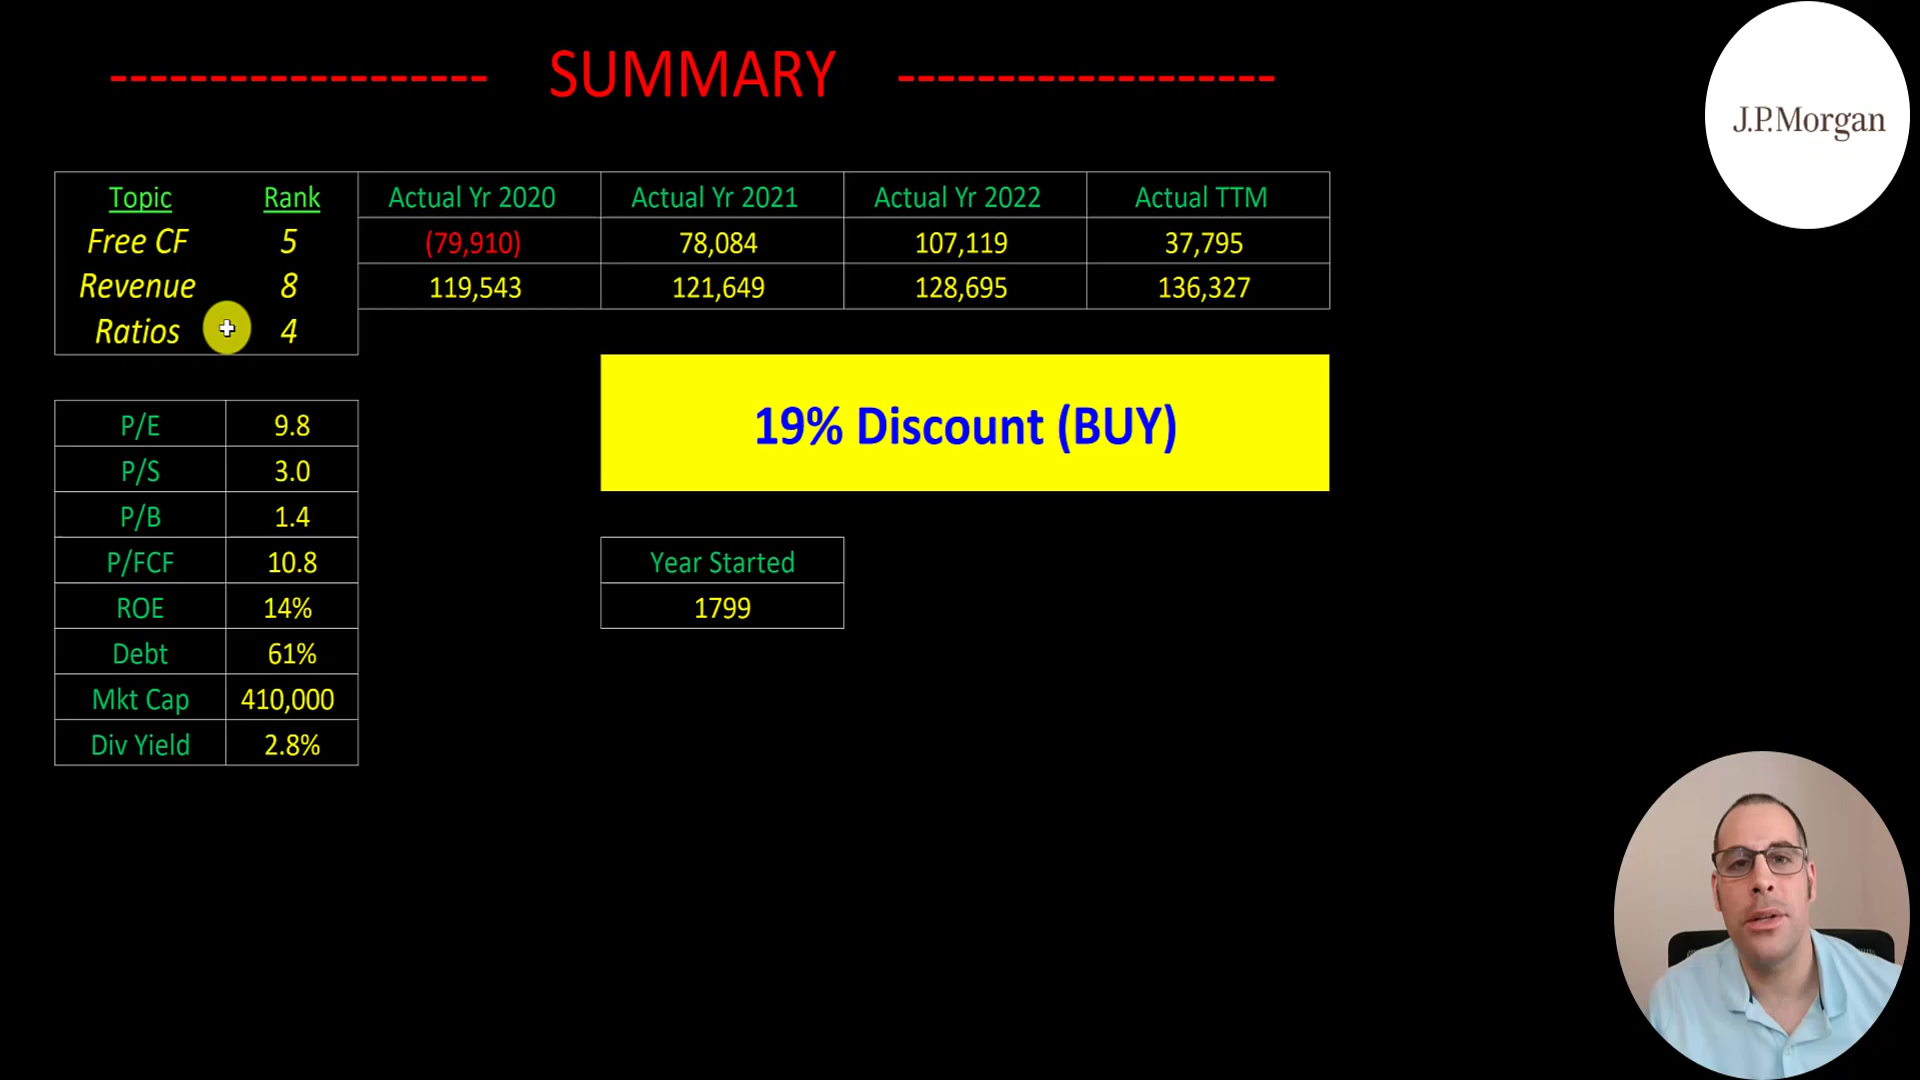 ------------------- SUMMARY -------------------
J.P.Morgan
Topic Rank Actual Yr 2020 Actual Yr 2021 Actual Yr 2022 Actual TTM
Free CF 5 (79,910) 78,084 107,119 37,795
Revenue 8 119,543 121,649 128,695 136,327
Ratios 4
19% Discount (BUY)
P/E 9.8
P/S 3.0
P/B 1.4
P/FCF 10.8
ROE 14%
Debt 61%
Mkt Cap 410,000
Div Yield 2.8%
Year Started
1799